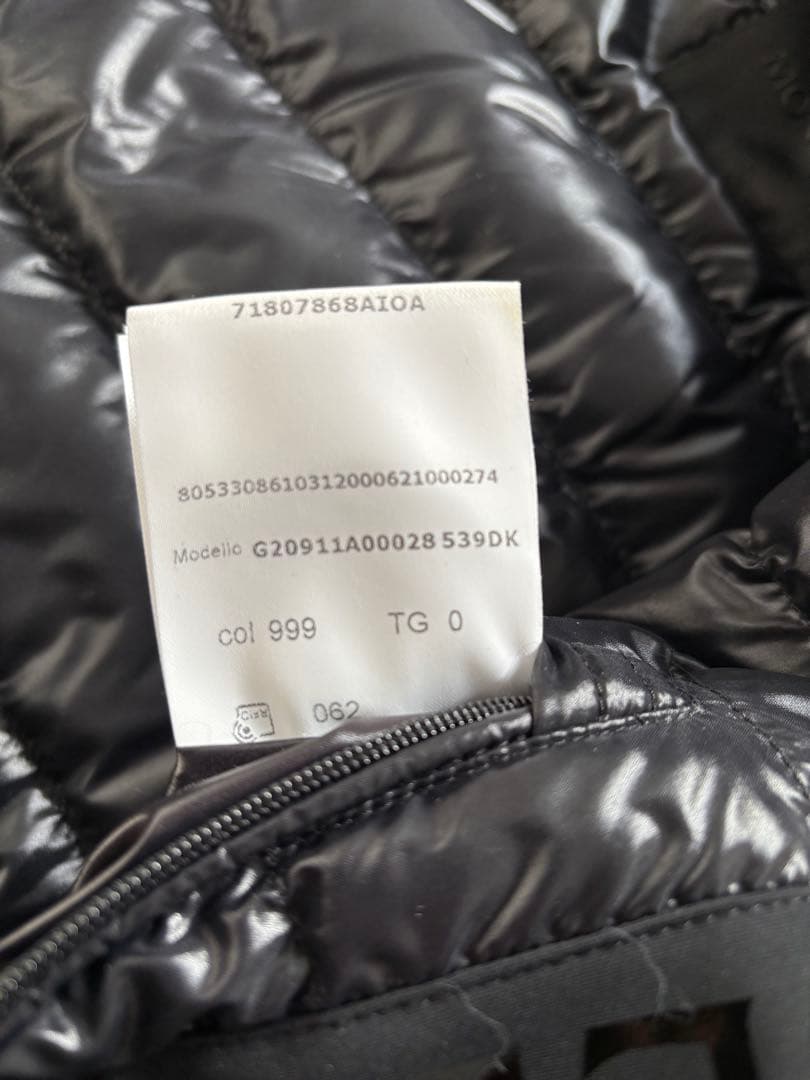 71807868AIOA
8053308610312000621000274
Modello G20911A00028 539DK
col 999 TG 0
062